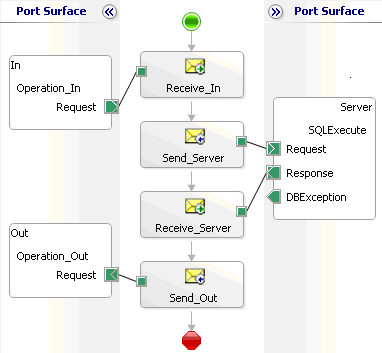 Port Surface
Port Surface
In
Operation_In
Request
Receive_In
Server
SQLExecute
Request
Response
DBException
Send_Server
Receive_Server
Out
Operation_Out
Request
Send_Out